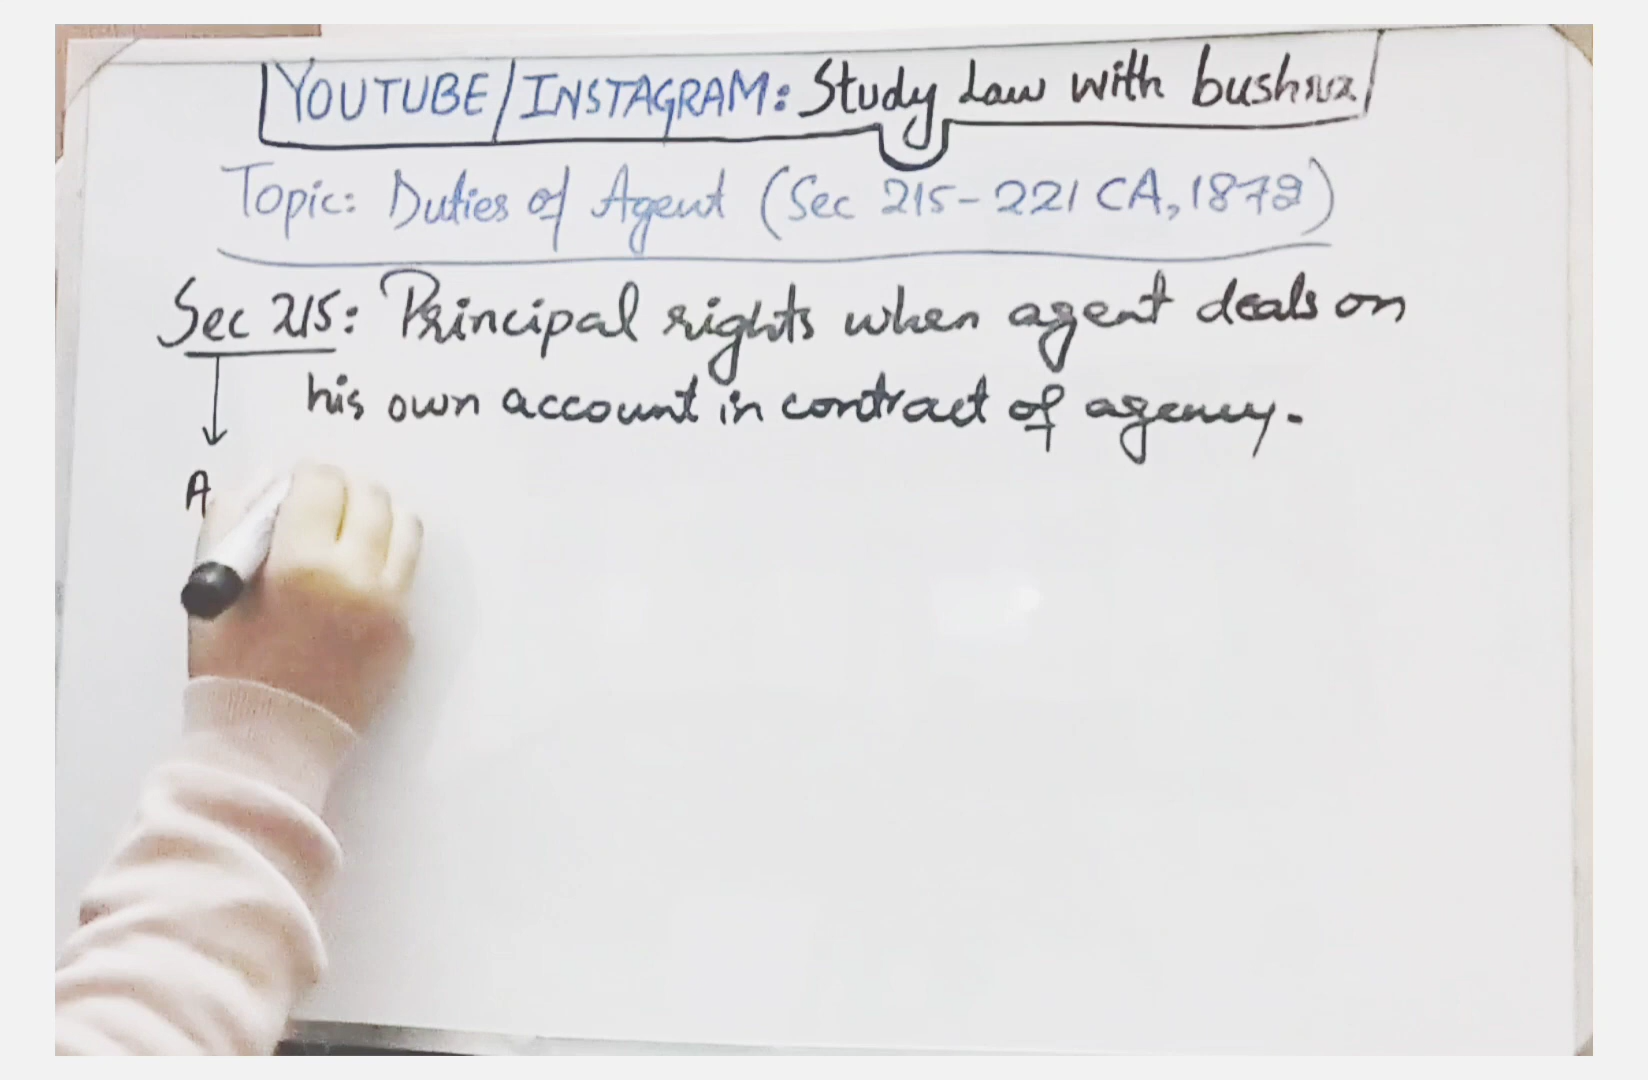 YOUTUBE/INSTAGRAM: Study Law with bushra
Topic: Duties of Agent (Sec 215-221 CA, 1872)
Sec 215: Principal rights when agent deals on
his own account in contract of agency.
A